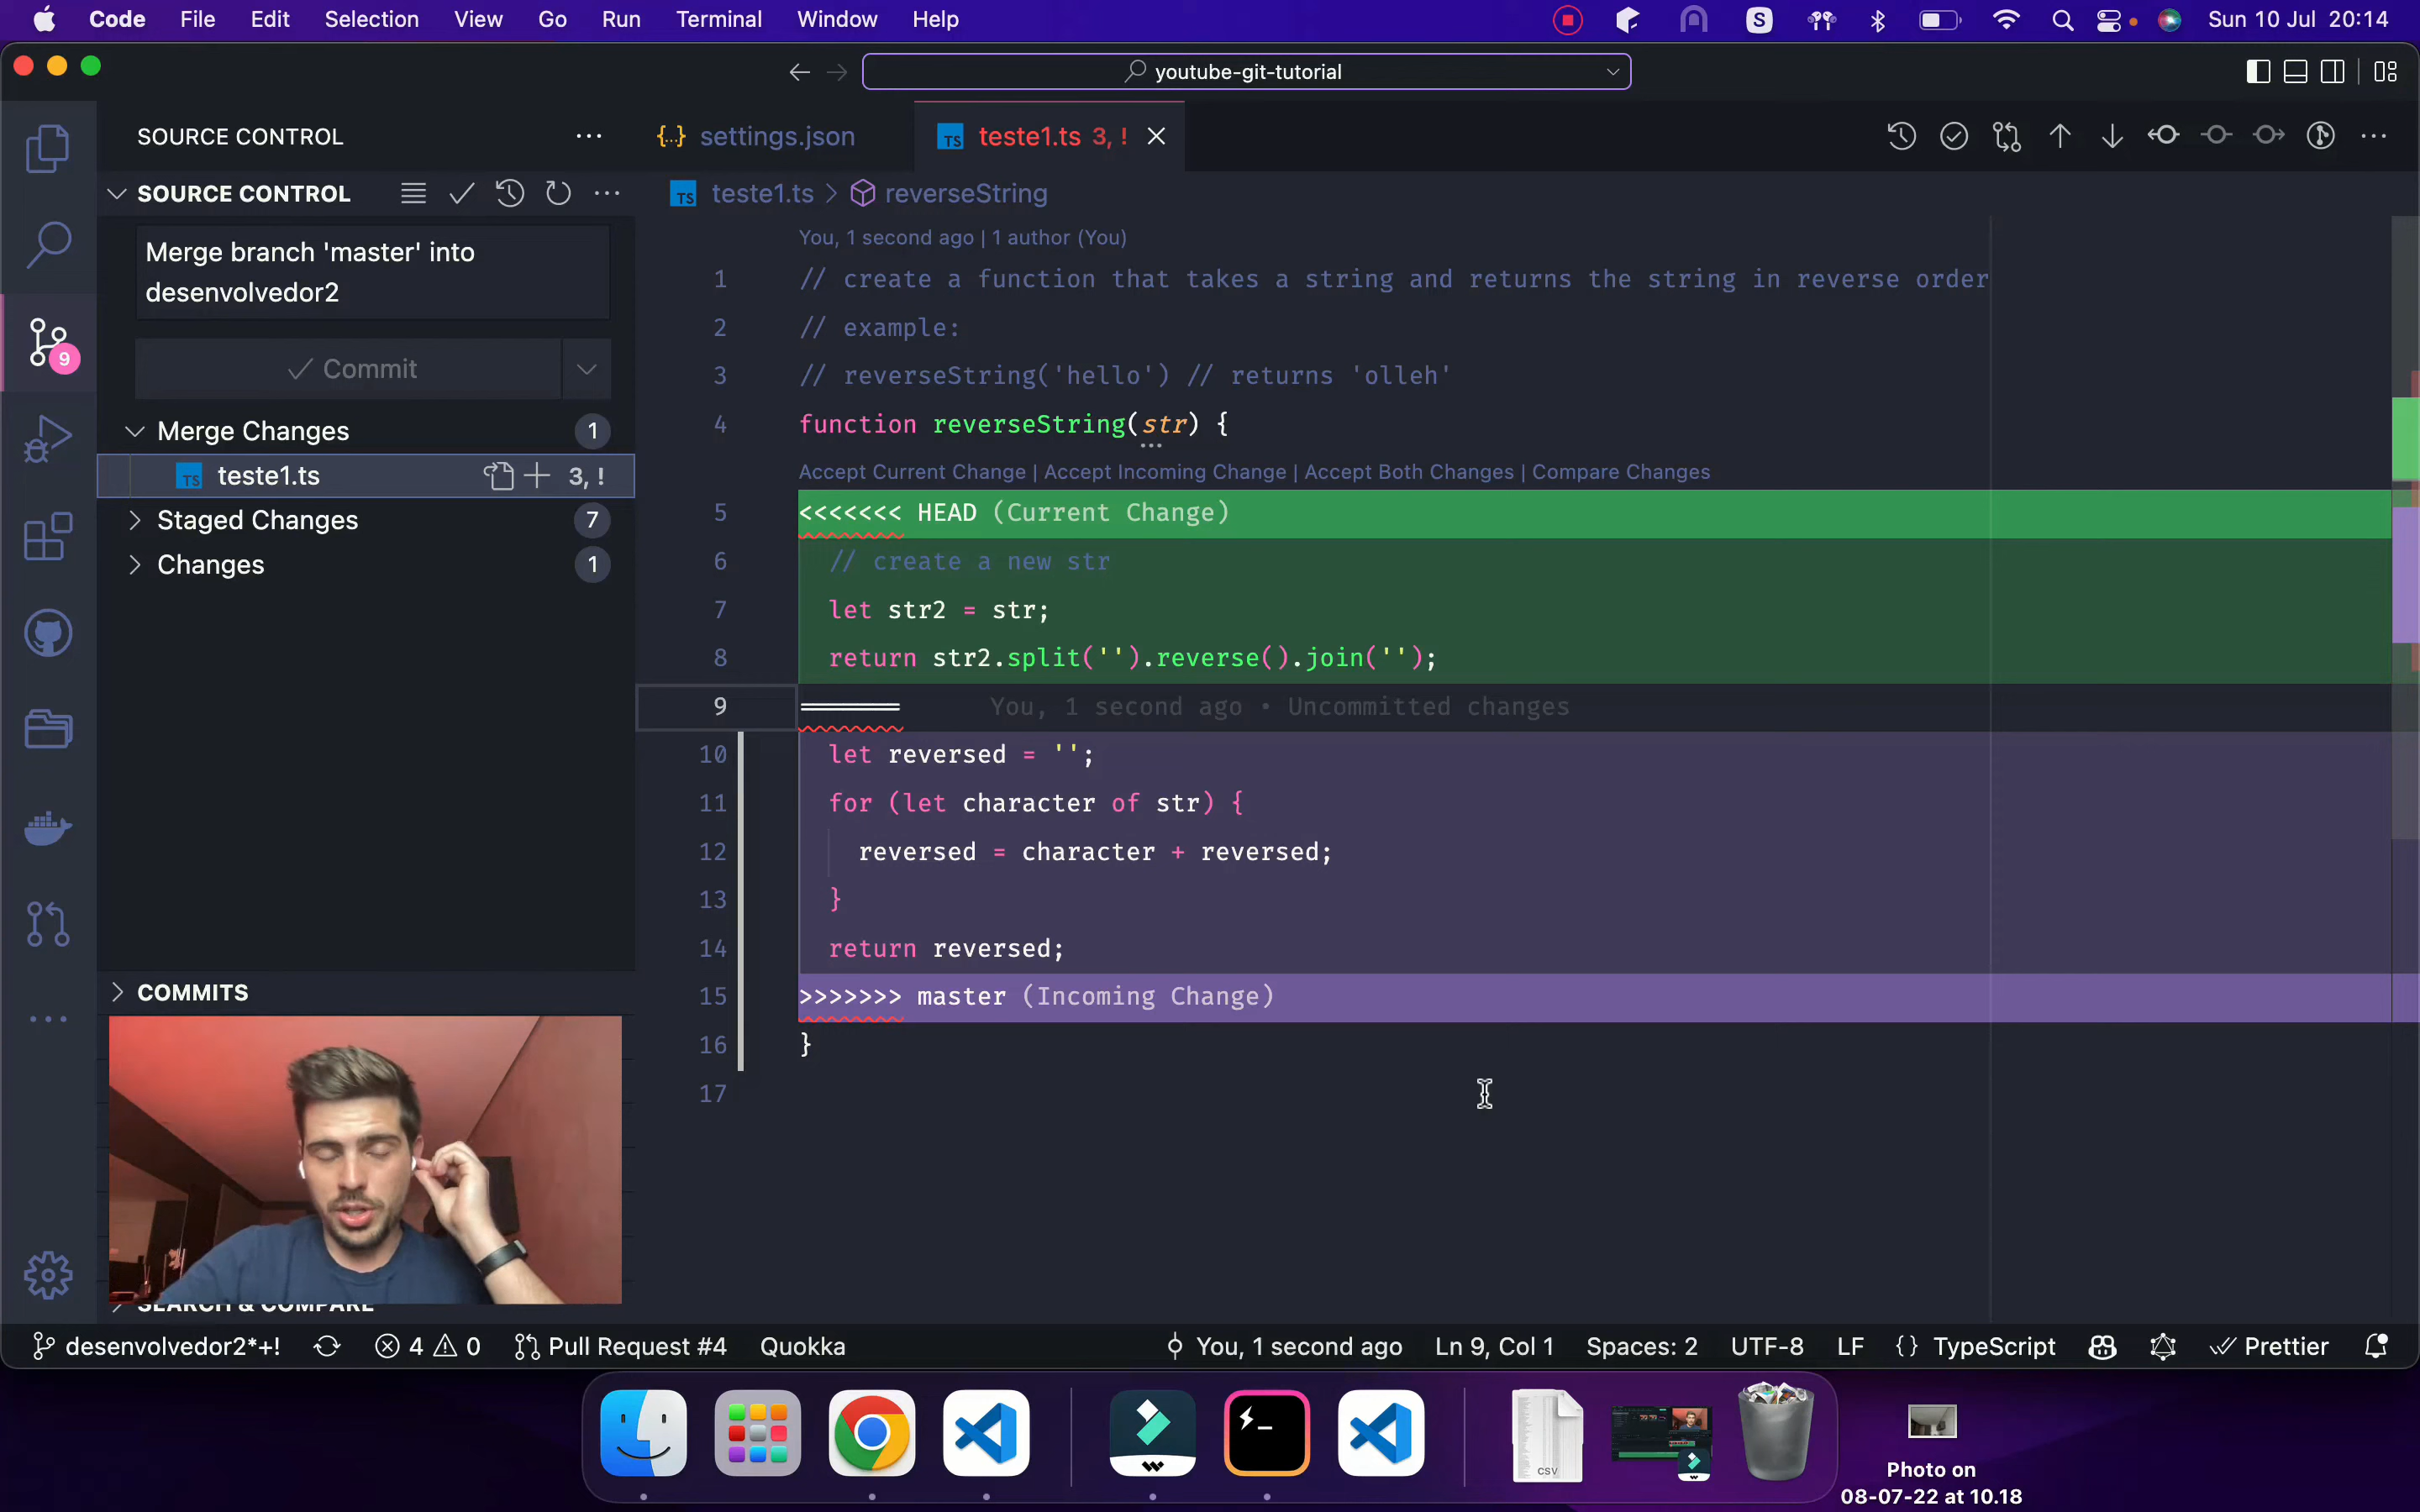 Code File Edit Selection View Go Run Terminal Window Help S Sun 10 Jul 20:14
youtube-git-tutorial
SOURCE CONTROL
SOURCE CONTROL
Merge branch 'master' into
desenvolvedor2
Commit
Merge Changes 1
TS teste1.ts 3, !
Staged Changes 7
Changes 1
9
COMMITS
SEARCH & COMPARE
{..} settings.json
TS teste1.ts 3, !
TS teste1.ts > reverseString
You, 1 second ago | 1 author (You)
1 // create a function that takes a string and returns the string in reverse order
2 // example:
3 // reverseString('hello') // returns 'olleh'
4 function reverseString(str) {
Accept Current Change | Accept Incoming Change | Accept Both Changes | Compare Changes
5 <<<<<<< HEAD (Current Change)
6 // create a new str
7 let str2 = str;
8 return str2.split('').reverse().join('');
9 ======= You, 1 second ago • Uncommitted changes
10 let reversed = '';
11 for (let character of str) {
12 reversed = character + reversed;
13 }
14 return reversed;
15 >>>>>>> master (Incoming Change)
16 }
17
desenvolvedor2*+! 4 0 Pull Request #4 Quokka You, 1 second ago Ln 9, Col 1 Spaces: 2 UTF-8 LF {} TypeScript Prettier
CSV
Photo on
08-07-22 at 10.18